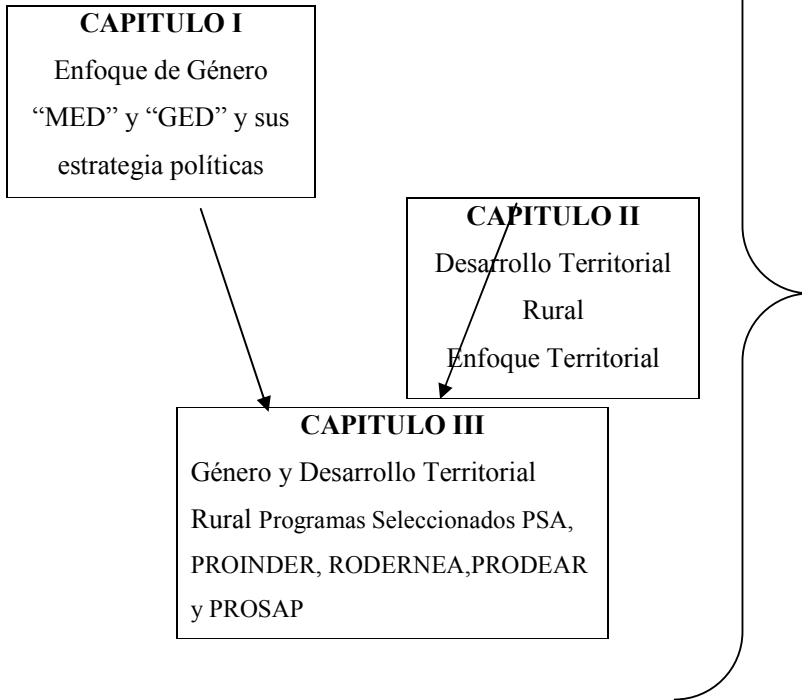 CAPITULO I
Enfoque de Género
“MED” y “GED” y sus
estrategia políticas
CAPITULO II
Desarrollo Territorial
Rural
Enfoque Territorial
CAPITULO III
Género y Desarrollo Territorial
Rural Programas Seleccionados PSA,
PROINDER, RODERNEA,PRODEAR
y PROSAP